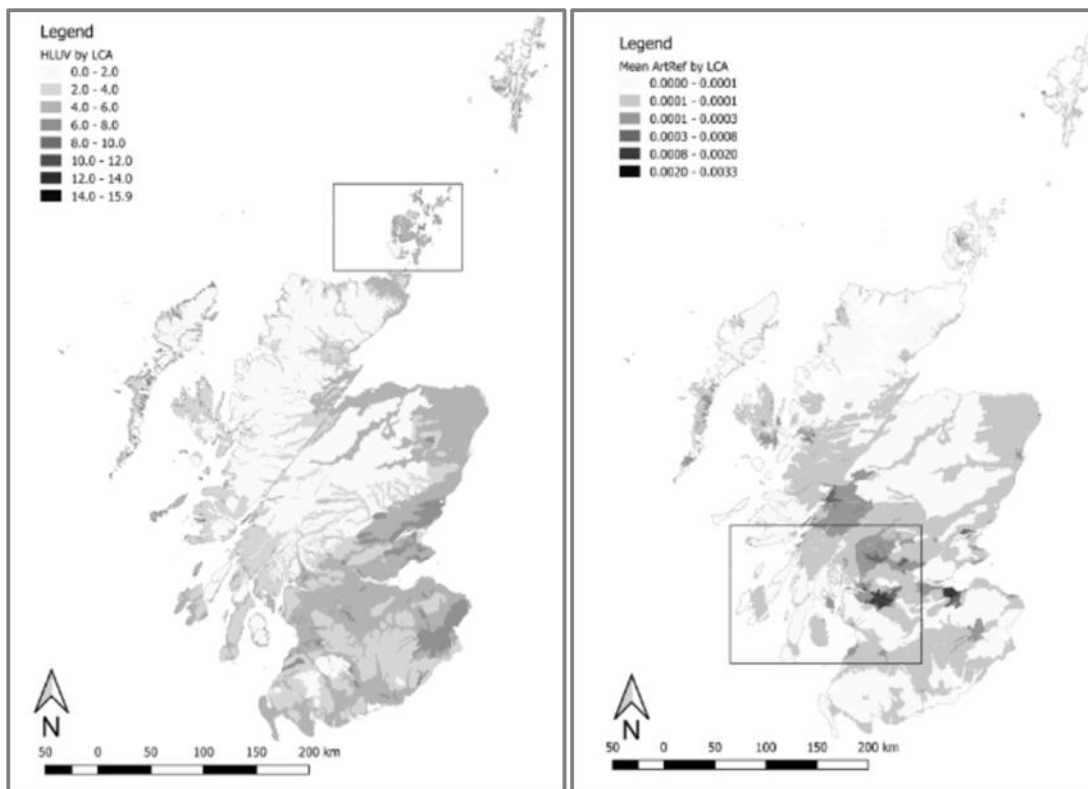 Legend
HLUV by LCA
0.0 - 2.0
2.0 - 4.0
4.0 - 6.0
6.0 - 8.0
8.0 - 10.0
10.0 - 12.0
12.0 - 14.0
14.0 - 15.9
N
50 0 50 100 150 200 km
Legend
Mean ArtRef by LCA
0.0000 - 0.0001
0.0001 - 0.0001
0.0001 - 0.0003
0.0003 - 0.0008
0.0008 - 0.0020
0.0020 - 0.0033
N
50 0 50 100 150 200 km